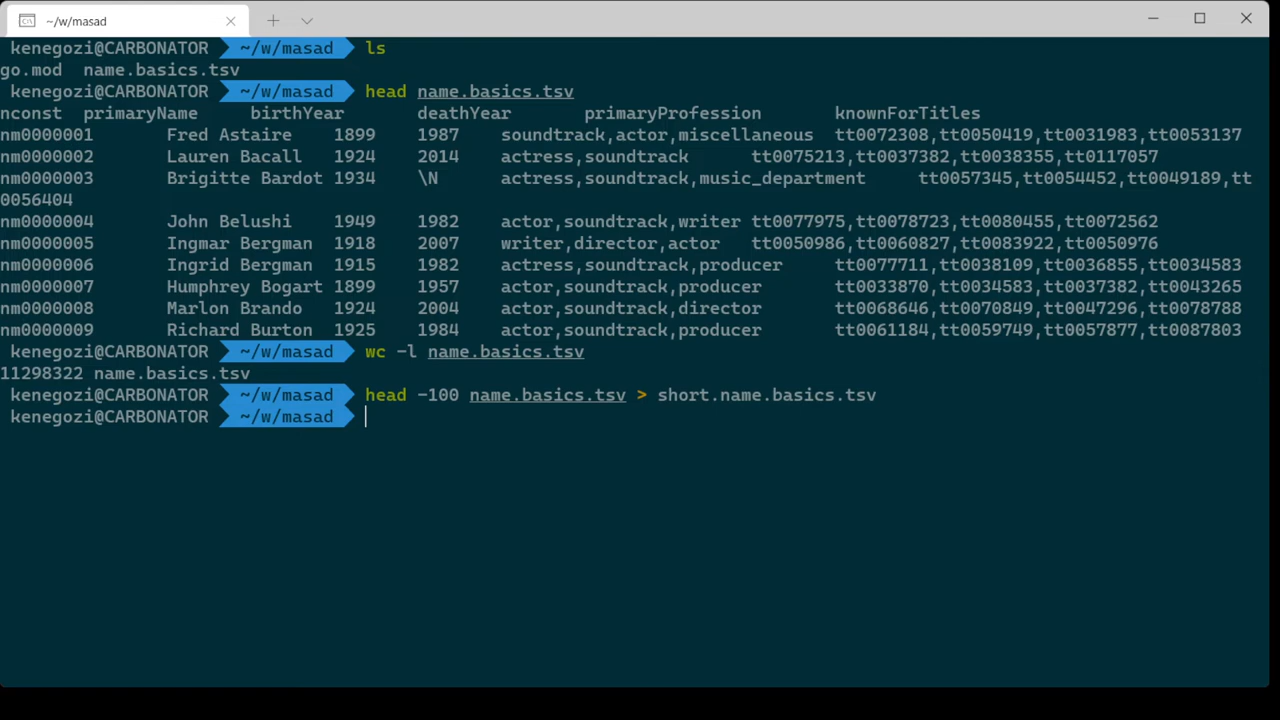 ~/w/masad
kenegozi@CARBONATOR ~/w/masad ls
go.mod name.basics.tsv
kenegozi@CARBONATOR ~/w/masad head name.basics.tsv
nconst primaryName birthYear deathYear primaryProfession knownForTitles
nm0000001 Fred Astaire 1899 1987 soundtrack,actor,miscellaneous tt0072308,tt0050419,tt0031983,tt0053137
nm0000002 Lauren Bacall 1924 2014 actress,soundtrack tt0075213,tt0037382,tt0038355,tt0117057
nm0000003 Brigitte Bardot 1934 \N actress,soundtrack,music_department tt0057345,tt0054452,tt0049189,tt
0056404
nm0000004 John Belushi 1949 1982 actor,soundtrack,writer tt0077975,tt0078723,tt0080455,tt0072562
nm0000005 Ingmar Bergman 1918 2007 writer,director,actor tt0050986,tt0060827,tt0083922,tt0050976
nm0000006 Ingrid Bergman 1915 1982 actress,soundtrack,producer tt0077711,tt0038109,tt0036855,tt0034583
nm0000007 Humphrey Bogart 1899 1957 actor,soundtrack,producer tt0033870,tt0034583,tt0037382,tt0043265
nm0000008 Marlon Brando 1924 2004 actor,soundtrack,director tt0068646,tt0070849,tt0047296,tt0078788
nm0000009 Richard Burton 1925 1984 actor,soundtrack,producer tt0061184,tt0059749,tt0057877,tt0087803
kenegozi@CARBONATOR ~/w/masad wc -l name.basics.tsv
11298322 name.basics.tsv
kenegozi@CARBONATOR ~/w/masad head -100 name.basics.tsv > short.name.basics.tsv
kenegozi@CARBONATOR ~/w/masad